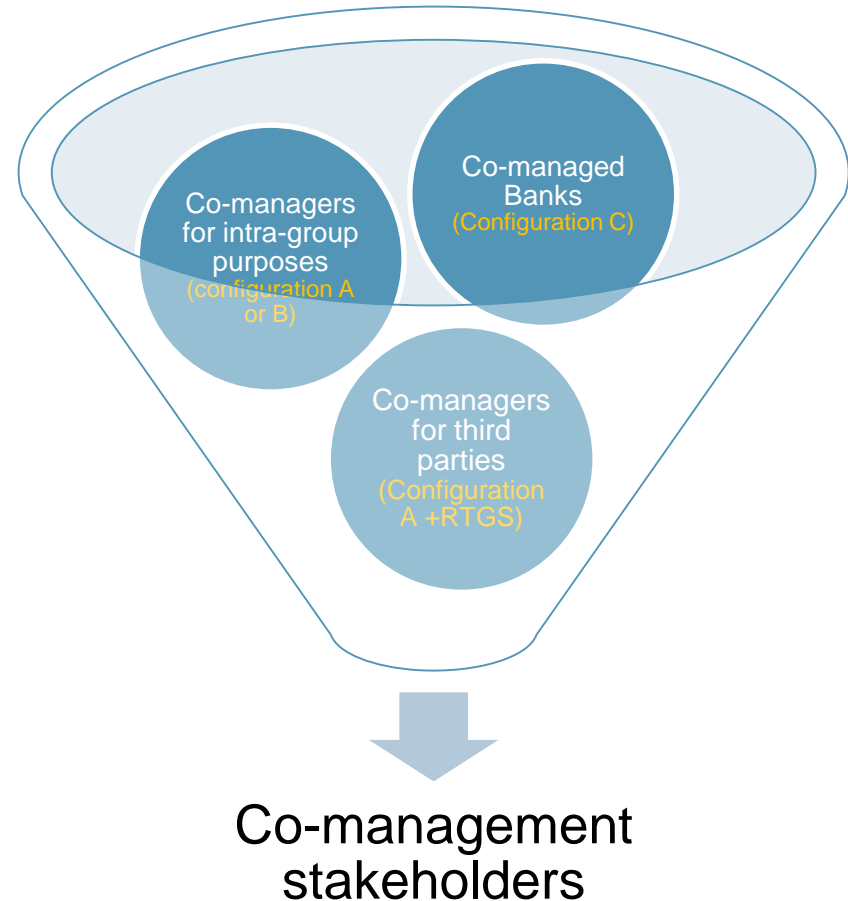 Co-managed
Banks
(Configuration C)
Co-managers
for intra-group
purposes
(configuration A
or B)
Co-managers
for third
parties
(Configuration
A +RTGS)
Co-management
stakeholders